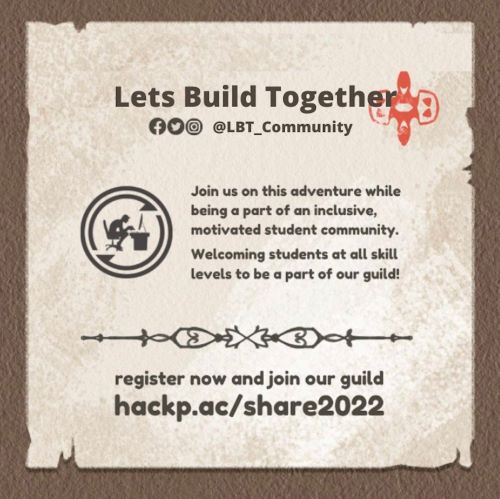 Lets Build Together
@LBT_Community
Join us on this adventure while
being a part of an inclusive,
motivated student community.
Welcoming students at all skill
levels to be a part of our guild!
register now and join our guild
hackp.ac/share2022